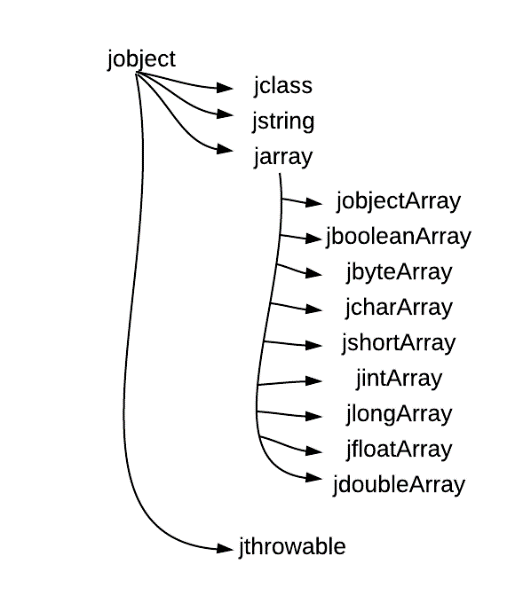 jobject
jclass
jstring
jarray
jobjectArray
jbooleanArray
jbyteArray
jcharArray
jshortArray
jintArray
jlongArray
jfloatArray
jdoubleArray
jthrowable